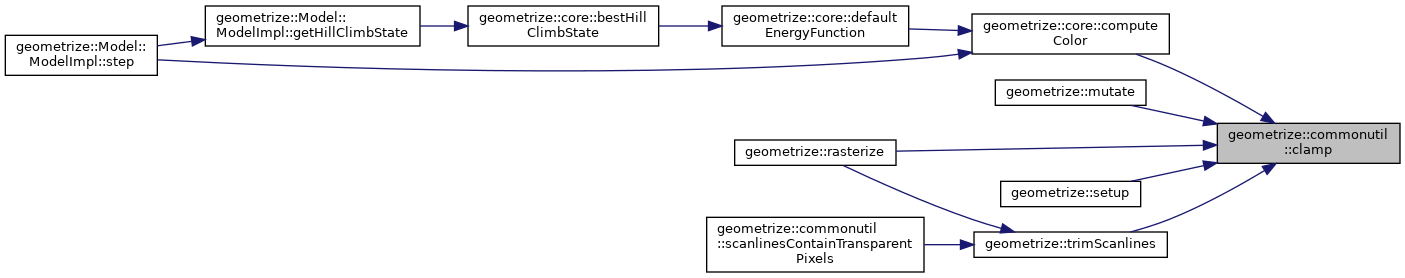 geometrize::Model::
ModelImpl::step
geometrize::Model::
ModelImpl::getHillClimbState
geometrize::core::bestHill
ClimbState
geometrize::core::default
EnergyFunction
geometrize::core::compute
Color
geometrize::mutate
geometrize::commonutil
::clamp
geometrize::rasterize
geometrize::setup
geometrize::commonutil
::scanlinesContainTransparent
Pixels
geometrize::trimScanlines